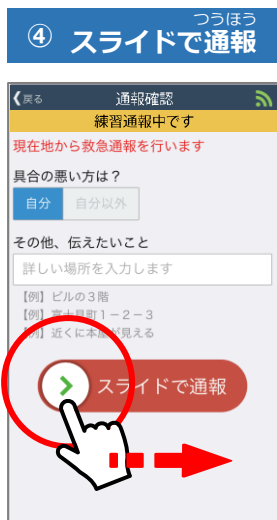 つうほう
④ スライドで通報
戻る 通報確認
練習通報中です
現在地から救急通報を行います
具合の悪い方は？
自分 自分以外
その他、伝えたいこと
詳しい場所を入力します
【例】ビルの３階
【例】富士見町１－２－３
【例】近くに本屋が見える
スライドで通報